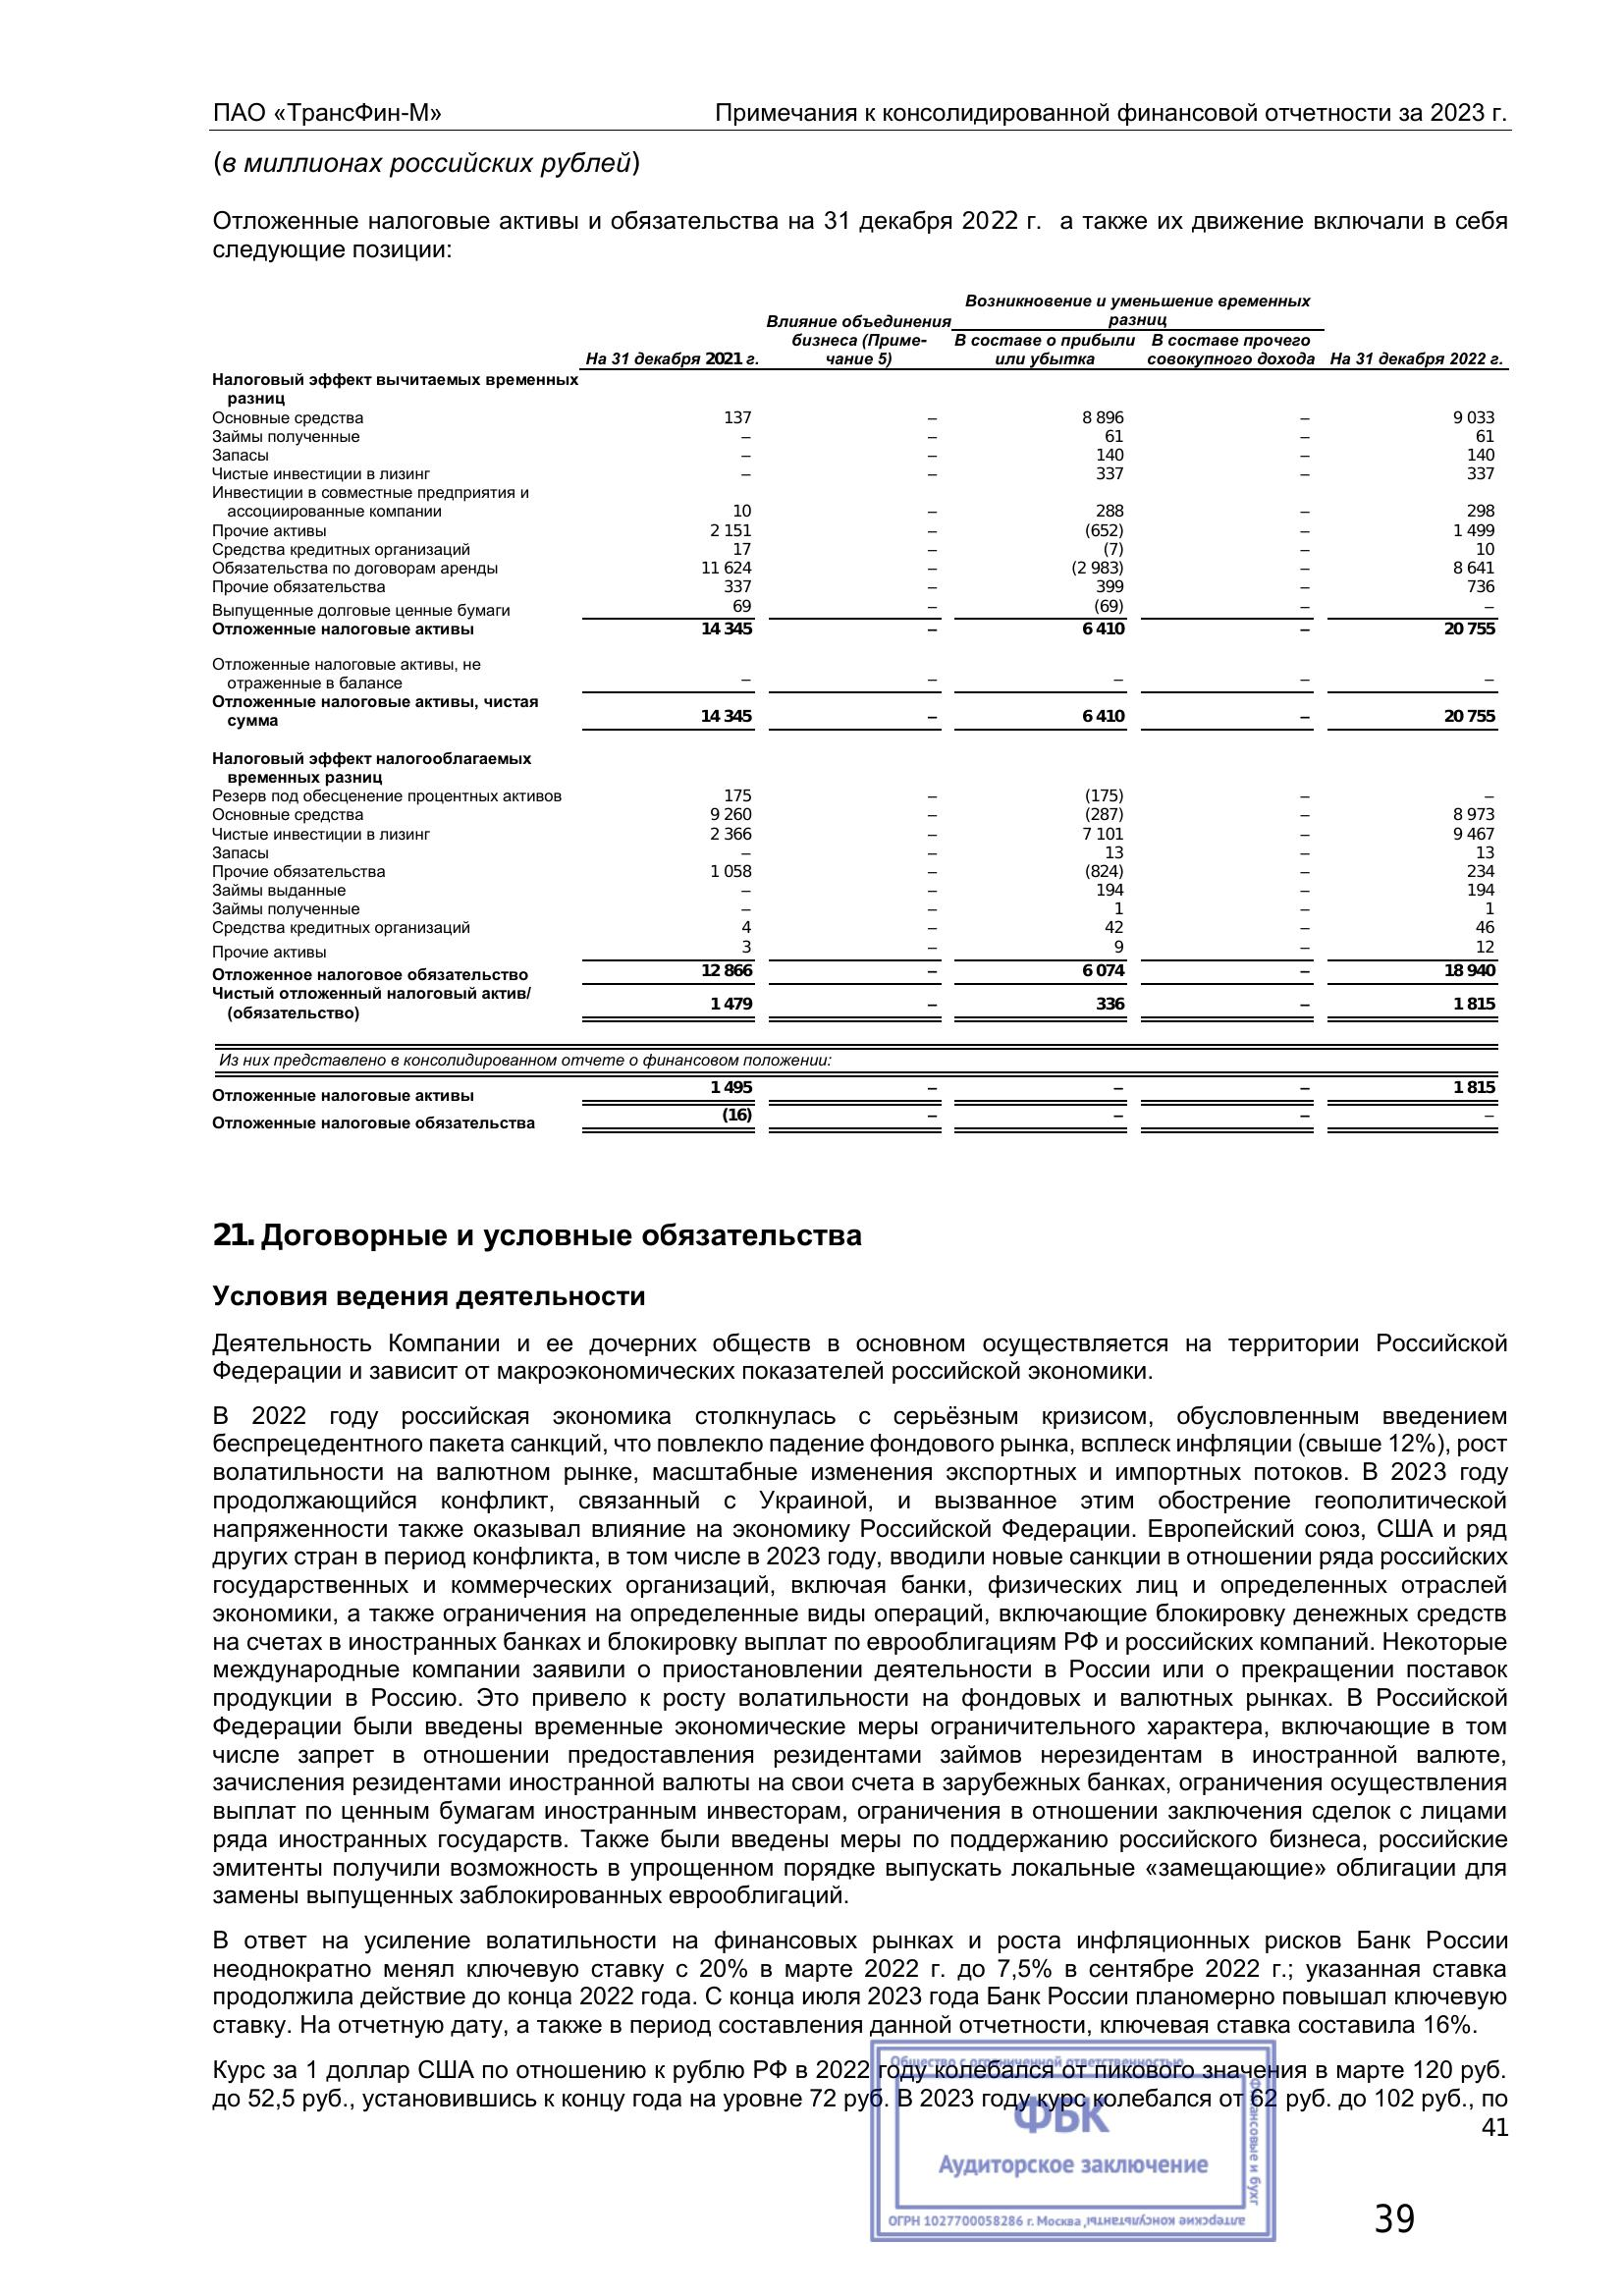 ПАО «ТрансФин-М» Примечания к консолидированной финансовой отчетности за 2023 г.
(в миллионах российских рублей)
Отложенные налоговые активы и обязательства на 31 декабря 2022 г. а также их движение включали в себя
следующие позиции:
Возникновение и уменьшение временных
разниц
Влияние объединения
бизнеса (Приме-
чание 5)
На 31 декабря 2021 г. В составе о прибыли или убытка В составе прочего совокупного дохода На 31 декабря 2022 г.
Налоговый эффект вычитаемых временных
разниц
Основные средства 137 – 8 896 – 9 033
Займы полученные – – 61 – 61
Запасы – – 140 – 140
Чистые инвестиции в лизинг – – 337 – 337
Инвестиции в совместные предприятия и
ассоциированные компании 10 – 288 – 298
Прочие активы 2 151 – (652) – 1 499
Средства кредитных организаций 17 – (7) – 10
Обязательства по договорам аренды 11 624 – (2 983) – 8 641
Прочие обязательства 337 – 399 – 736
Выпущенные долговые ценные бумаги 69 – (69) – –
Отложенные налоговые активы 14 345 – 6 410 – 20 755
Отложенные налоговые активы, не
отраженные в балансе – – – – –
Отложенные налоговые активы, чистая
сумма 14 345 – 6 410 – 20 755
Налоговый эффект налогооблагаемых
временных разниц
Резерв под обесценение процентных активов 175 – (175) – –
Основные средства 9 260 – (287) – 8 973
Чистые инвестиции в лизинг 2 366 – 7 101 – 9 467
Запасы – – 13 – 13
Прочие обязательства 1 058 – (824) – 234
Займы выданные – – 194 – 194
Займы полученные – – 1 – 1
Средства кредитных организаций 4 – 42 – 46
Прочие активы 3 – 9 – 12
Отложенное налоговое обязательство 12 866 – 6 074 – 18 940
Чистый отложенный налоговый актив/
(обязательство) 1 479 – 336 – 1 815
Из них представлено в консолидированном отчете о финансовом положении:
Отложенные налоговые активы 1 495 – – – 1 815
Отложенные налоговые обязательства (16) – – – –
21. Договорные и условные обязательства
Условия ведения деятельности
Деятельность Компании и ее дочерних обществ в основном осуществляется на территории Российской
Федерации и зависит от макроэкономических показателей российской экономики.
В 2022 году российская экономика столкнулась с серьёзным кризисом, обусловленным введением
беспрецедентного пакета санкций, что повлекло падение фондового рынка, всплеск инфляции (свыше 12%), рост
волатильности на валютном рынке, масштабные изменения экспортных и импортных потоков. В 2023 году
продолжающийся конфликт, связанный с Украиной, и вызванное этим обострение геополитической
напряженности также оказывал влияние на экономику Российской Федерации. Европейский союз, США и ряд
других стран в период конфликта, в том числе в 2023 году, вводили новые санкции в отношении ряда российских
государственных и коммерческих организаций, включая банки, физических лиц и определенных отраслей
экономики, а также ограничения на определенные виды операций, включающие блокировку денежных средств
на счетах в иностранных банках и блокировку выплат по еврооблигациям РФ и российских компаний. Некоторые
международные компании заявили о приостановлении деятельности в России или о прекращении поставок
продукции в Россию. Это привело к росту волатильности на фондовых и валютных рынках. В Российской
Федерации были введены временные экономические меры ограничительного характера, включающие в том
числе запрет в отношении предоставления резидентами займов нерезидентам в иностранной валюте,
зачисления резидентами иностранной валюты на свои счета в зарубежных банках, ограничения осуществления
выплат по ценным бумагам иностранным инвесторам, ограничения в отношении заключения сделок с лицами
ряда иностранных государств. Также были введены меры по поддержанию российского бизнеса, российские
эмитенты получили возможность в упрощенном порядке выпускать локальные «замещающие» облигации для
замены выпущенных заблокированных еврооблигаций.
В ответ на усиление волатильности на финансовых рынках и роста инфляционных рисков Банк России
неоднократно менял ключевую ставку с 20% в марте 2022 г. до 7,5% в сентябре 2022 г.; указанная ставка
продолжила действие до конца 2022 года. С конца июля 2023 года Банк России планомерно повышал ключевую
ставку. На отчетную дату, а также в период составления данной отчетности, ключевая ставка составила 16%.
Курс за 1 доллар США по отношению к рублю РФ в 2022 году колебался от пикового значения в марте 120 руб.
до 52,5 руб., установившись к концу года на уровне 72 руб. В 2023 году курс колебался от 62 руб. до 102 руб., по
41
Общество с ограниченной ответственностью
Финансовые и бухг
алтерские консультанты,
ФБК
Аудиторское заключение
ОГРН 1027700058286 г. Москва
39